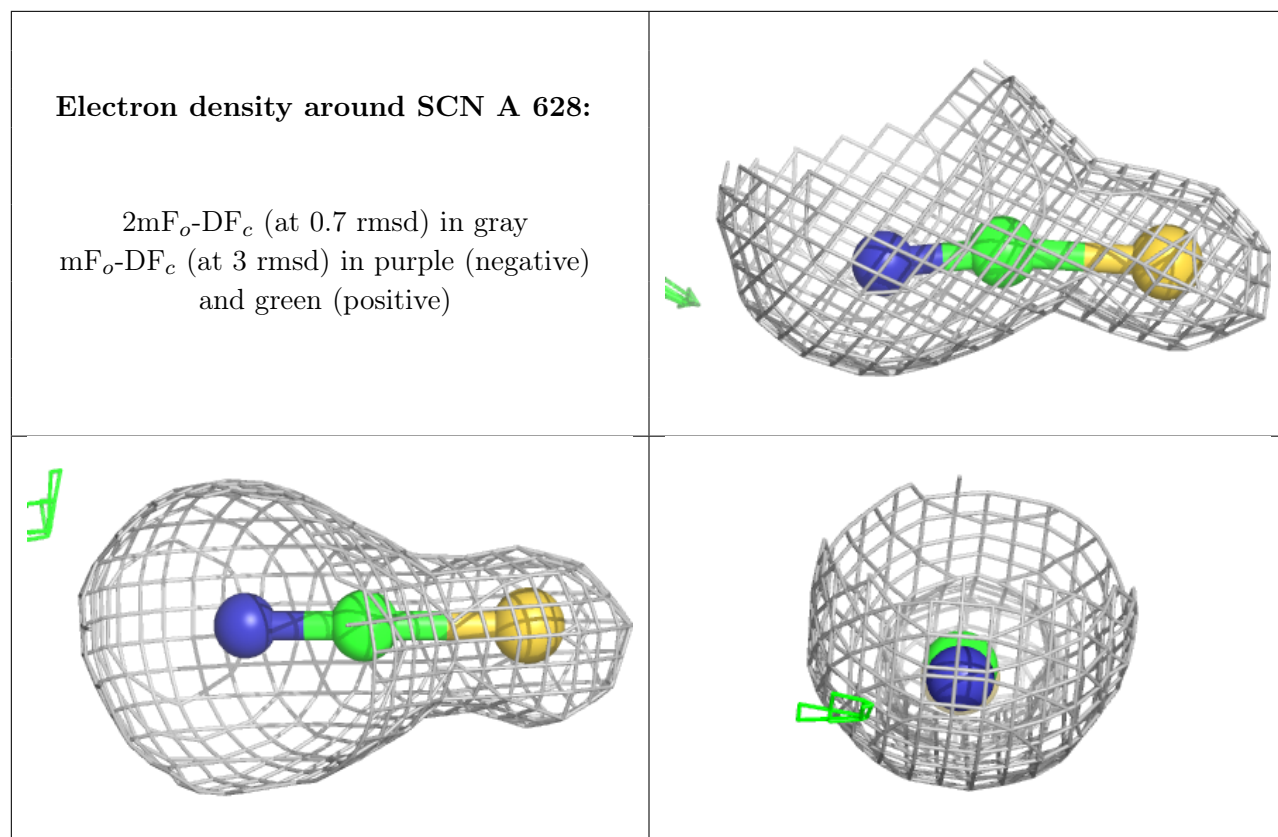 Electron density around SCN A 628:
2mFo-DFc (at 0.7 rmsd) in gray
mFo-DFc (at 3 rmsd) in purple (negative)
and green (positive)